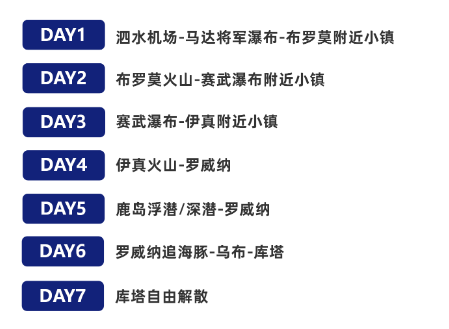 DAY1 泗水机场-马达将军瀑布-布罗莫附近小镇
DAY2 布罗莫火山-赛武瀑布附近小镇
DAY3 赛武瀑布-伊真附近小镇
DAY4 伊真火山-罗威纳
DAY5 鹿岛浮潜/深潜-罗威纳
DAY6 罗威纳追海豚-乌布-库塔
DAY7 库塔自由解散